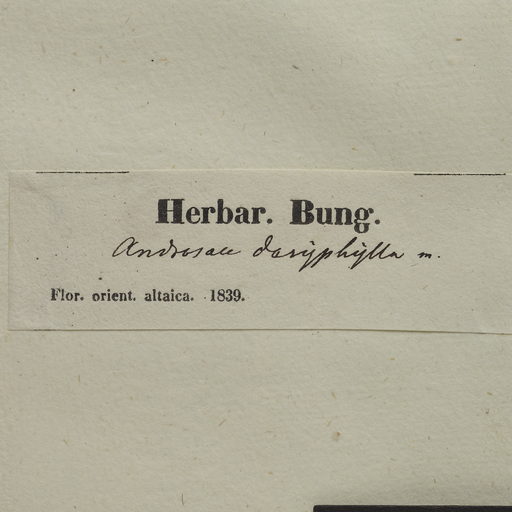 Herbar. Bung.
Androsace dasyphylla m.
Flor. orient. altaica. 1839.